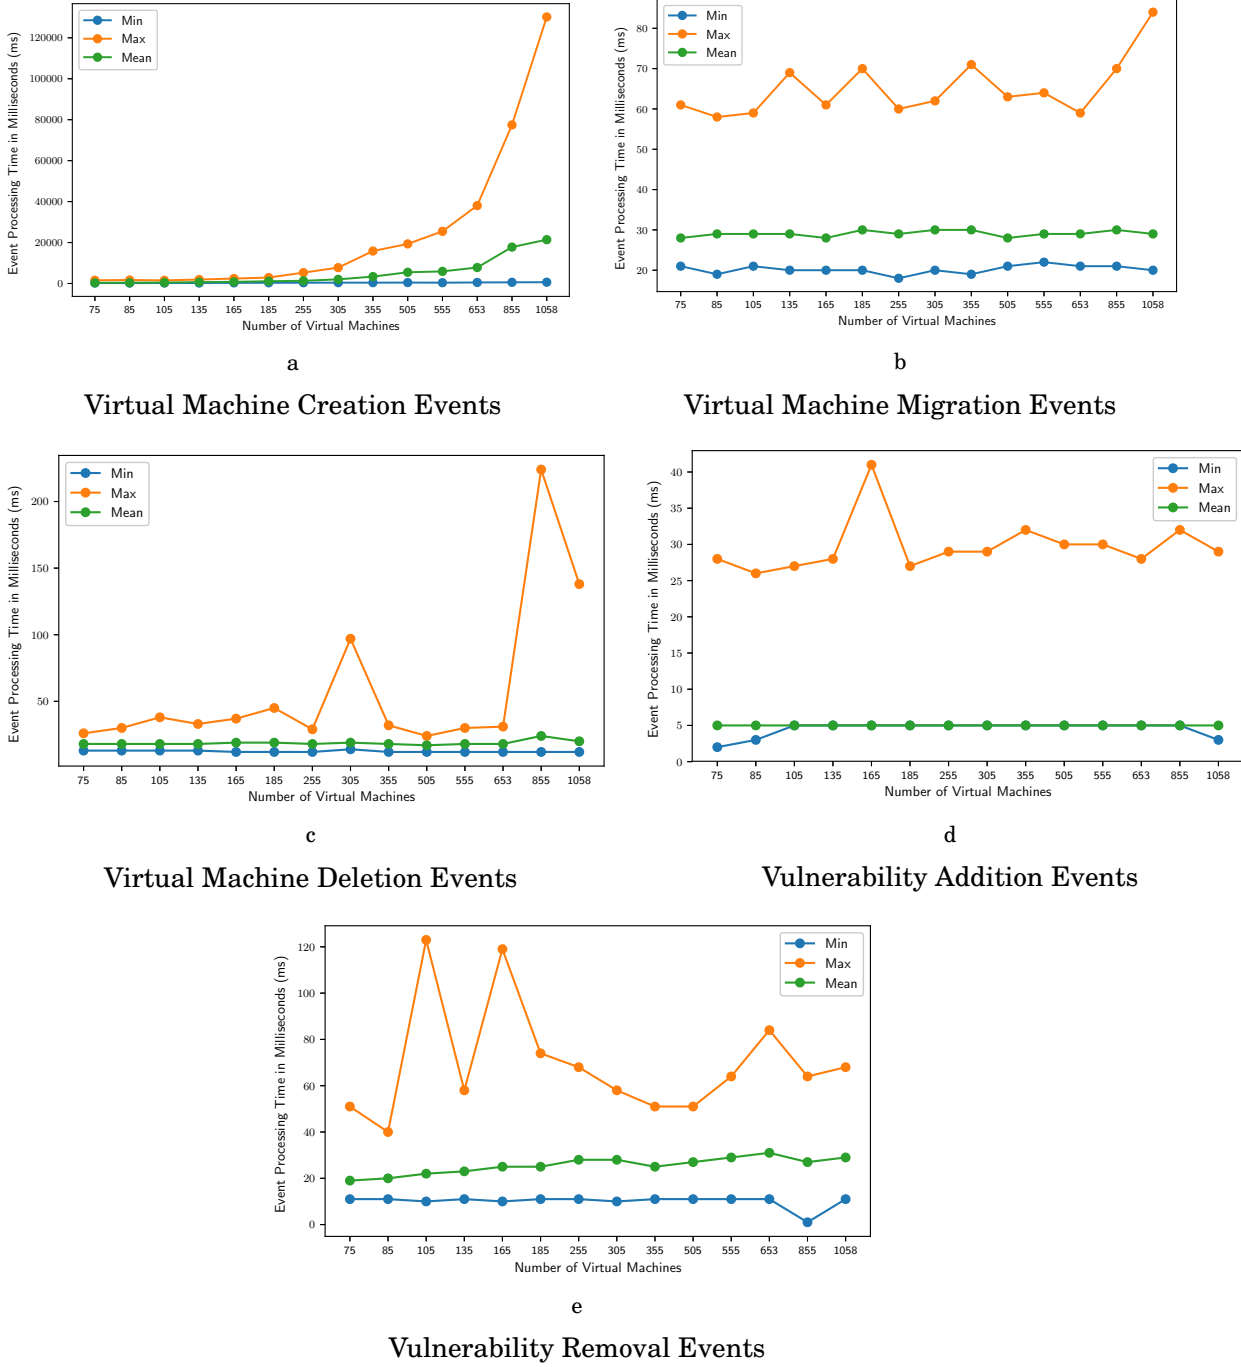 Min
Max
Mean
120000
100000
80000
60000
40000
20000
0
Event Processing Time in Milliseconds (ms)
75 85 105 135 165 185 255 305 355 505 555 653 855 1058
Number of Virtual Machines
a
Virtual Machine Creation Events
Min
Max
Mean
80
70
60
50
40
30
20
Event Processing Time in Milliseconds (ms)
75 85 105 135 165 185 255 305 355 505 555 653 855 1058
Number of Virtual Machines
b
Virtual Machine Migration Events
Min
Max
Mean
200
150
100
50
Event Processing Time in Milliseconds (ms)
75 85 105 135 165 185 255 305 355 505 555 653 855 1058
Number of Virtual Machines
c
Virtual Machine Deletion Events
Min
Max
Mean
40
35
30
25
20
15
10
5
0
Event Processing Time in Milliseconds (ms)
75 85 105 135 165 185 255 305 355 505 555 653 855 1058
Number of Virtual Machines
d
Vulnerability Addition Events
Min
Max
Mean
120
100
80
60
40
20
0
Event Processing Time in Milliseconds (ms)
75 85 105 135 165 185 255 305 355 505 555 653 855 1058
Number of Virtual Machines
e
Vulnerability Removal Events